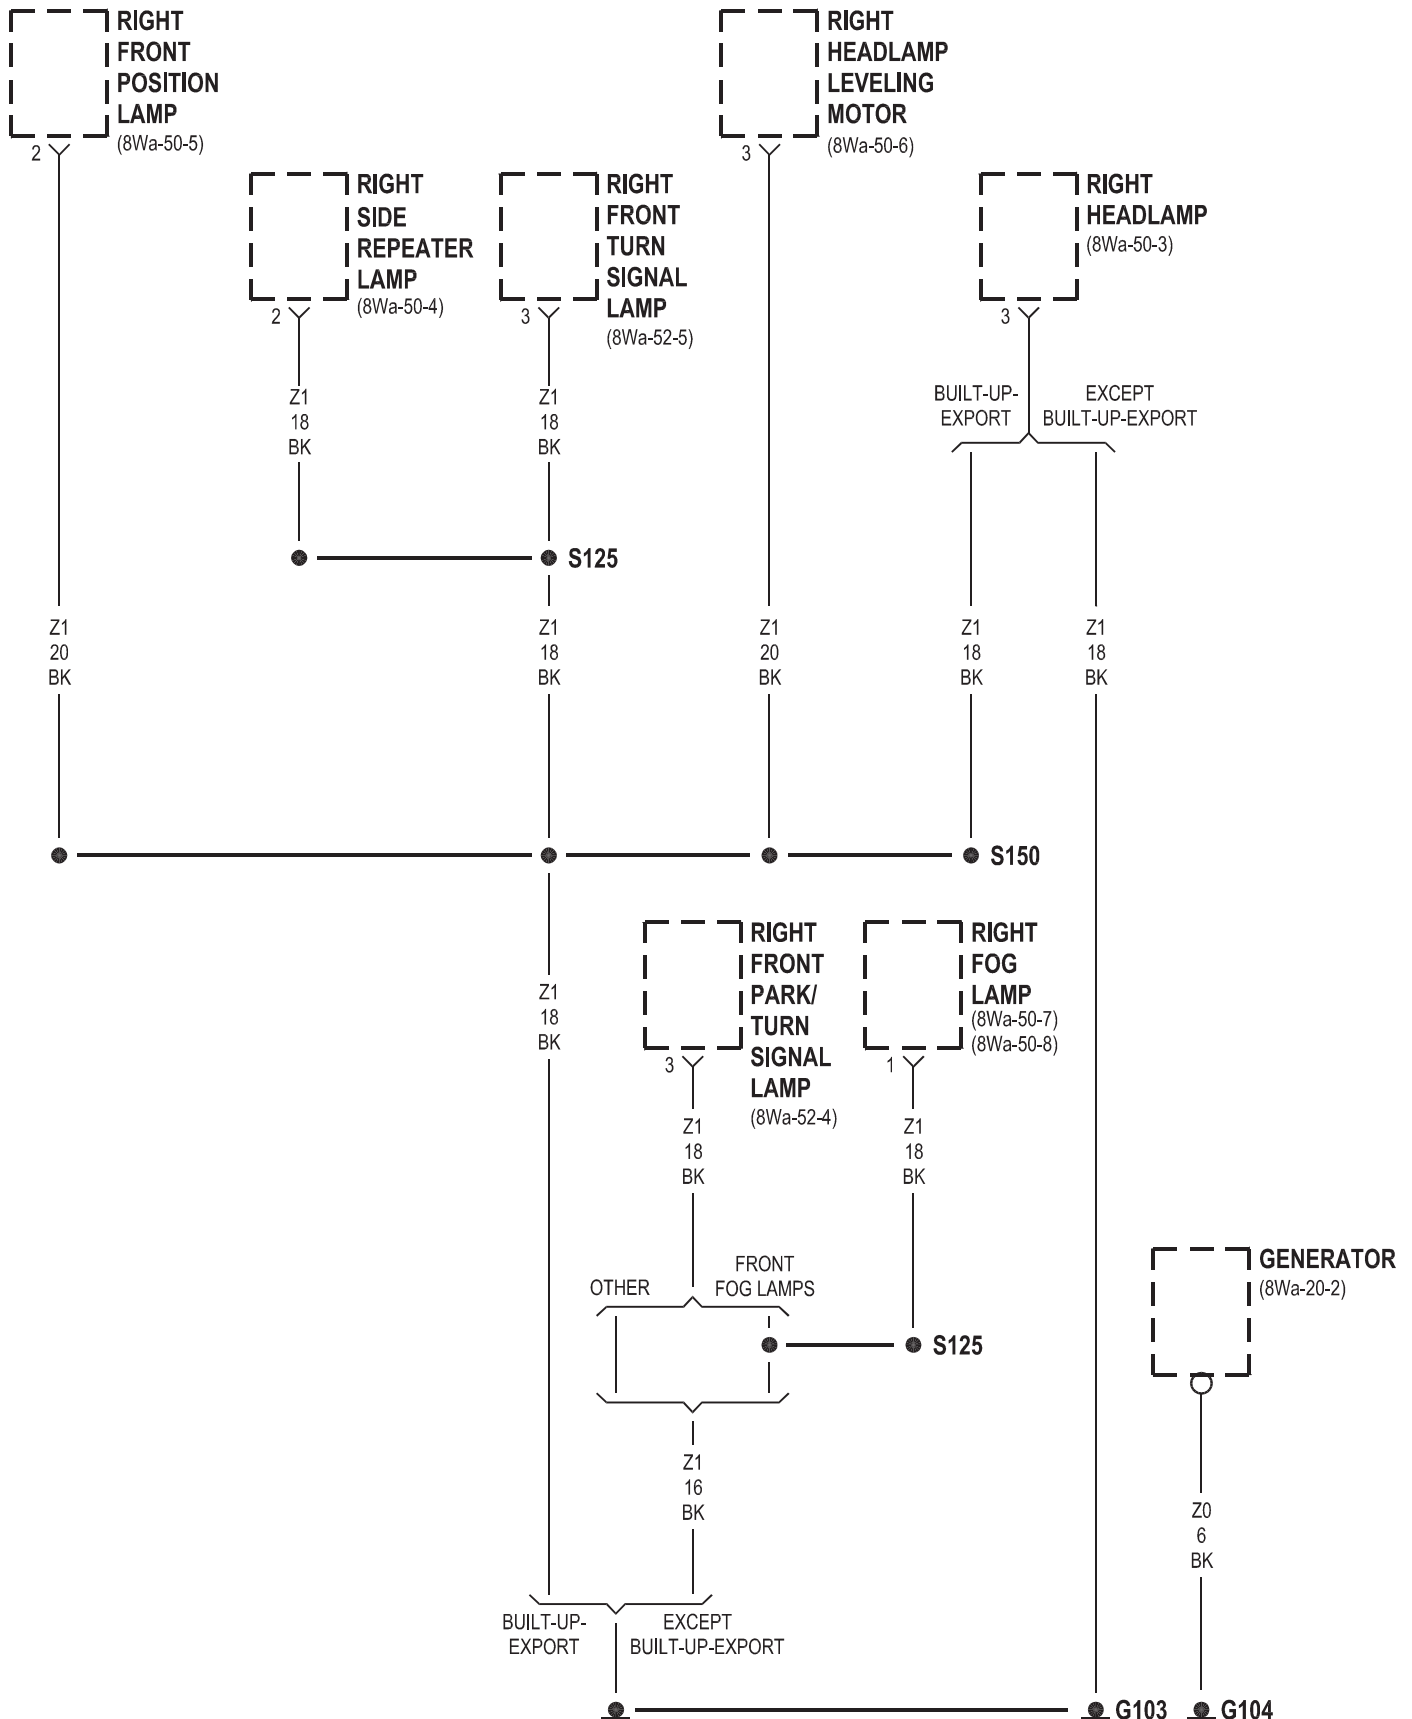 RIGHT
FRONT
POSITION
LAMP
(8Wa-50-5)
2
RIGHT
HEADLAMP
LEVELING
MOTOR
(8Wa-50-6)
3
RIGHT
SIDE
REPEATER
LAMP
(8Wa-50-4)
2
RIGHT
FRONT
TURN
SIGNAL
LAMP
(8Wa-52-5)
3
RIGHT
HEADLAMP
(8Wa-50-3)
3
Z1
18
BK
Z1
18
BK
BUILT-UP-
EXPORT
EXCEPT
BUILT-UP-EXPORT
S125
Z1
20
BK
Z1
18
BK
Z1
20
BK
Z1
18
BK
Z1
18
BK
S150
RIGHT
FRONT
PARK/
TURN
SIGNAL
LAMP
(8Wa-52-4)
3
RIGHT
FOG
LAMP
(8Wa-50-7)
(8Wa-50-8)
1
Z1
18
BK
Z1
18
BK
Z1
18
BK
OTHER
FRONT
FOG LAMPS
S125
GENERATOR
(8Wa-20-2)
Z1
16
BK
Z0
6
BK
BUILT-UP-
EXPORT
EXCEPT
BUILT-UP-EXPORT
G103
G104